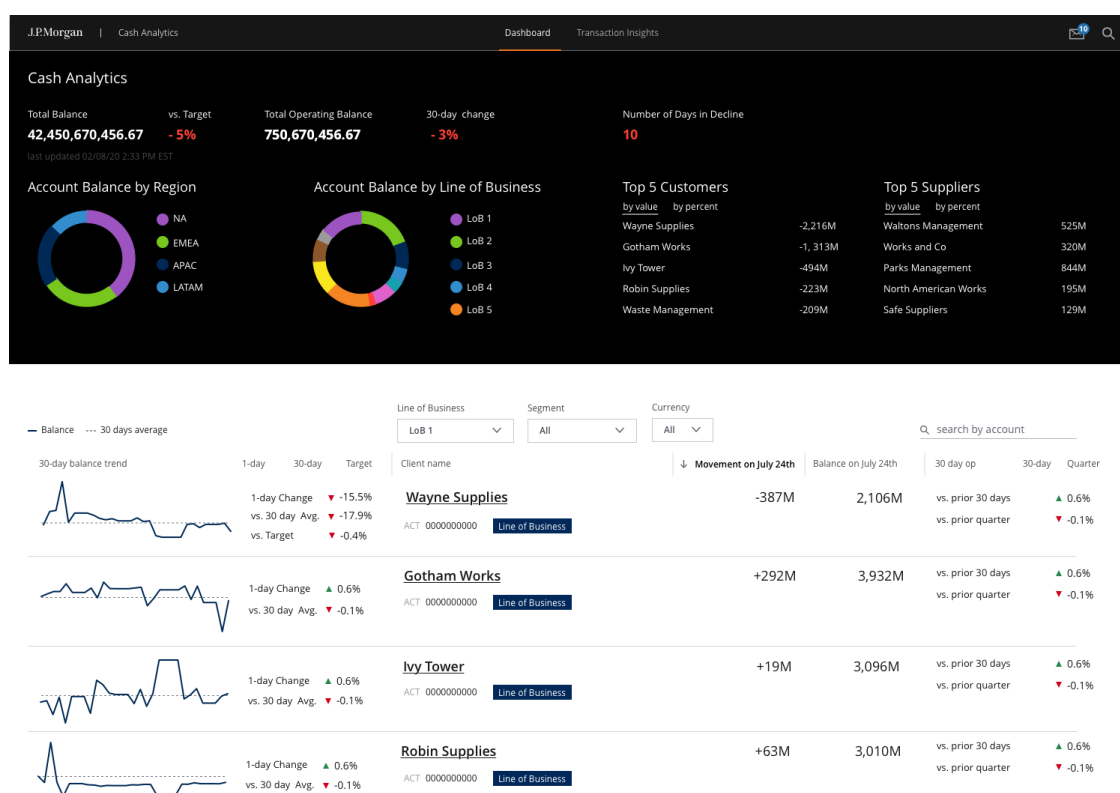 J.P.Morgan | Cash Analytics Dashboard Transaction Insights 10
Cash Analytics
Total Balance vs. Target Total Operating Balance 30-day change Number of Days in Decline
42,450,670,456.67 - 5% 750,670,456.67 - 3% 10
last updated 02/08/20 2:33 PM EST
Account Balance by Region Account Balance by Line of Business Top 5 Customers Top 5 Suppliers
by value by percent by value by percent
NA LoB 1 Wayne Supplies -2,216M Waltons Management 525M
EMEA LoB 2 Gotham Works -1, 313M Works and Co 320M
APAC LoB 3 Ivy Tower -494M Parks Management 844M
LATAM LoB 4 Robin Supplies -223M North American Works 195M
LoB 5 Waste Management -209M Safe Suppliers 129M
Line of Business Segment Currency
Balance 30 days average LoB 1 All All search by account
30-day balance trend 1-day 30-day Target Client name ↓ Movement on July 24th Balance on July 24th 30 day op 30-day Quarter
1-day Change ▼ -15.5% Wayne Supplies -387M 2,106M vs. prior 30 days ▲ 0.6%
vs. 30 day Avg. ▼ -17.9% ACT 0000000000 Line of Business vs. prior quarter ▼ -0.1%
vs. Target ▼ -0.4%
1-day Change ▲ 0.6% Gotham Works +292M 3,932M vs. prior 30 days ▲ 0.6%
vs. 30 day Avg. ▼ -0.1% ACT 0000000000 Line of Business vs. prior quarter ▼ -0.1%
1-day Change ▲ 0.6% Ivy Tower +19M 3,096M vs. prior 30 days ▲ 0.6%
vs. 30 day Avg. ▼ -0.1% ACT 0000000000 Line of Business vs. prior quarter ▼ -0.1%
1-day Change ▲ 0.6% Robin Supplies +63M 3,010M vs. prior 30 days ▲ 0.6%
vs. 30 day Avg. ▼ -0.1% ACT 0000000000 Line of Business vs. prior quarter ▼ -0.1%